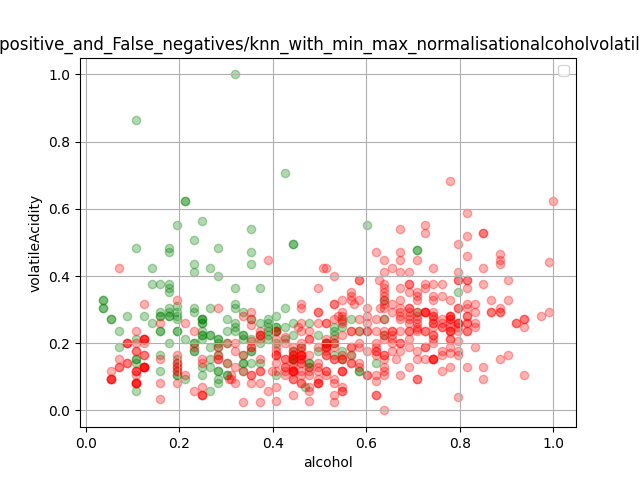 positive_and_False_negatives/knn_with_min_max_normalisationalcoholvolatil
1.0
0.8
0.6
0.4
0.2
0.0
volatileAcidity
0.0 0.2 0.4 0.6 0.8 1.0
alcohol